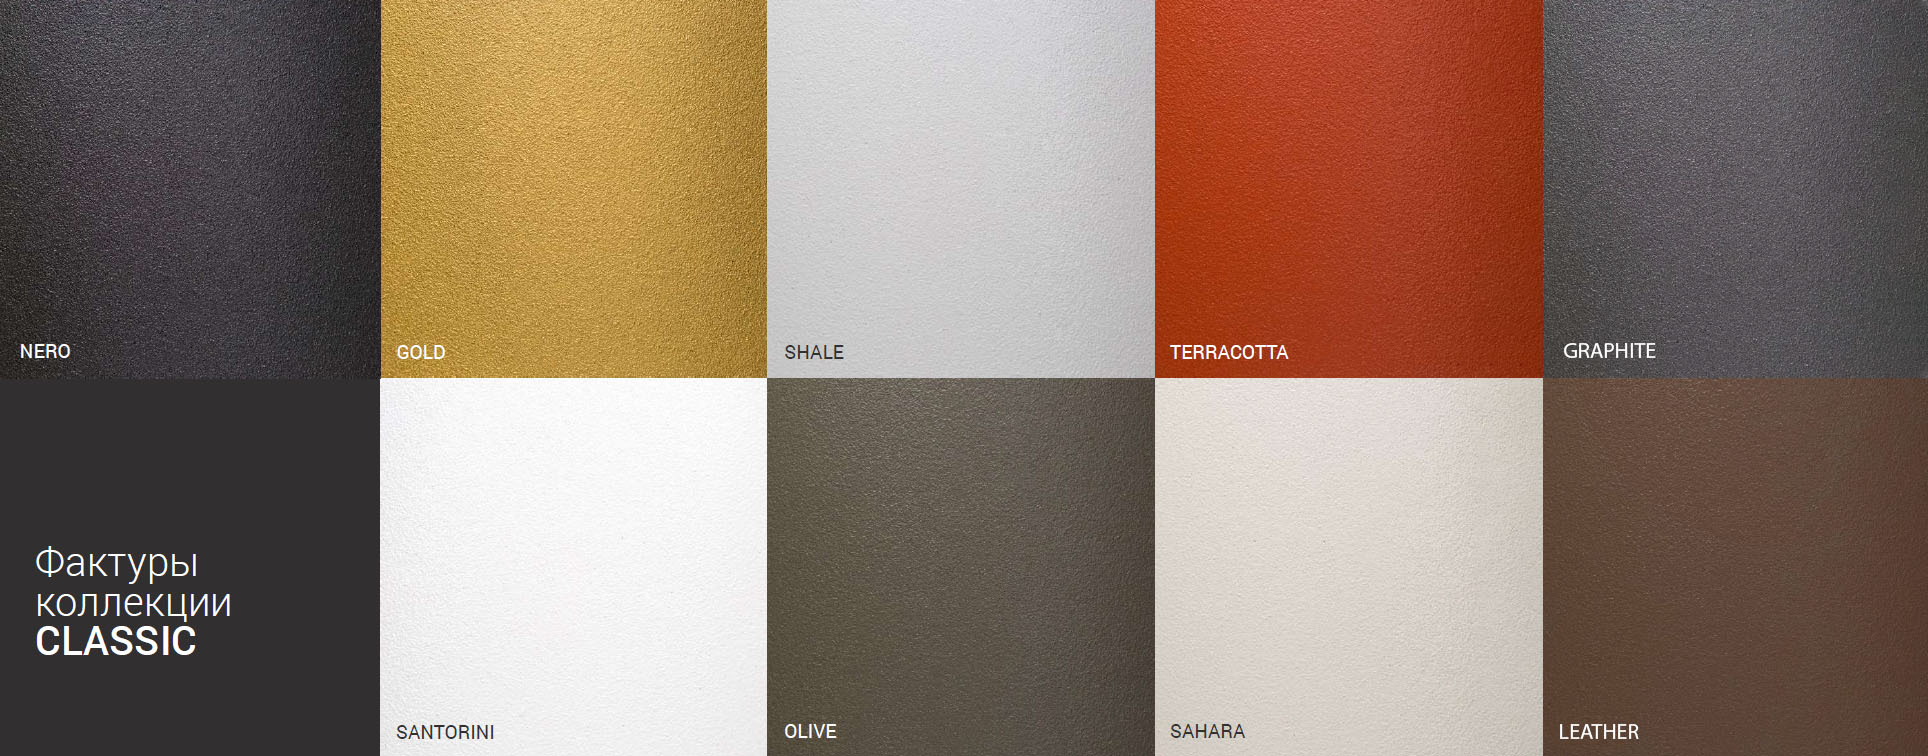 NERO
GOLD
SHALE
TERRACOTTA
GRAPHITE
Фактуры
коллекции
CLASSIC
SANTORINI
OLIVE
SAHARA
LEATHER